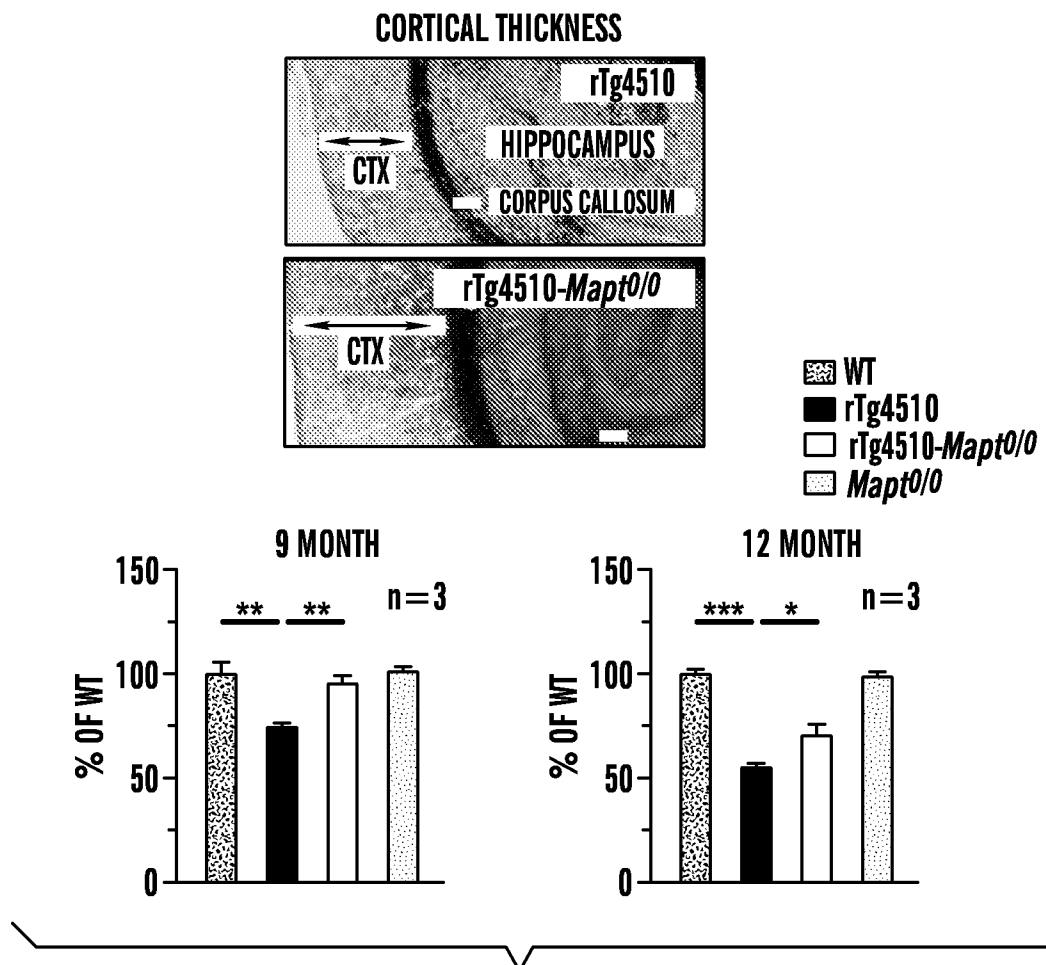 CORTICAL THICKNESS
rTg4510
HIPPOCAMPUS
CTX
CORPUS CALLOSUM
rTg4510-Mapt0/0
CTX
WT
rTg4510
rTg4510-Mapt0/0
Mapt0/0
9 MONTH
150
100
50
0
% OF WT
** **
n=3
12 MONTH
150
100
50
0
% OF WT
*** *
n=3